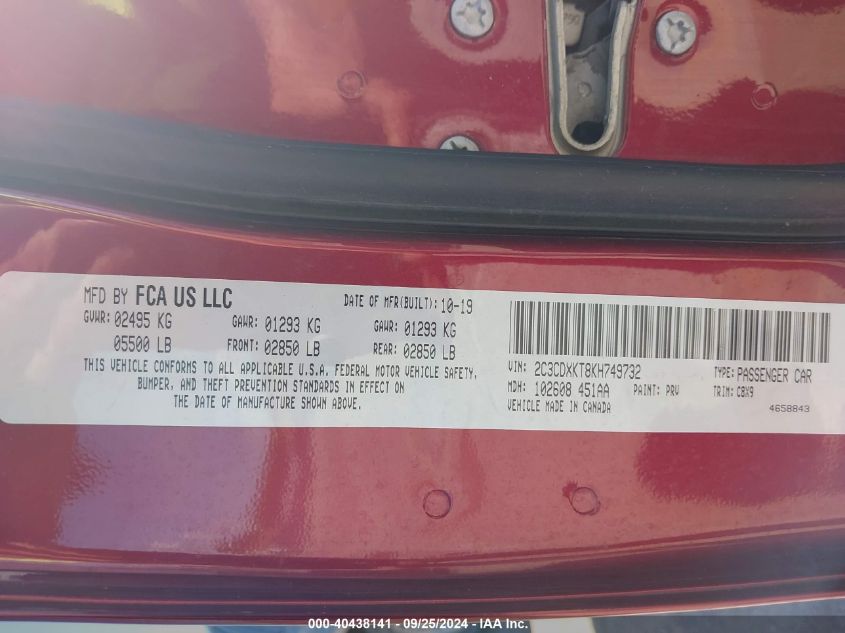 MFD BY FCA US LLC
DATE OF MFR(BUILT): 10-19
GVWR: 02495 KG
GAWR: 01293 KG
GAWR: 01293 KG
05500 LB
FRONT: 02850 LB
REAR: 02850 LB
THIS VEHICLE CONFORMS TO ALL APPLICABLE U.S.A. FEDERAL MOTOR VEHICLE SAFETY,
BUMPER, AND THEFT PREVENTION STANDARDS IN EFFECT ON
THE DATE OF MANUFACTURE SHOWN ABOVE.
VIN: 2C3CDXKT8KH749732
TYPE: PASSENGER CAR
MDH: 102608 451AA
PAINT: PRV
TRIM: C8X9
VEHICLE MADE IN CANADA
4658843
000-40438141 - 09/25/2024 - IAA Inc.